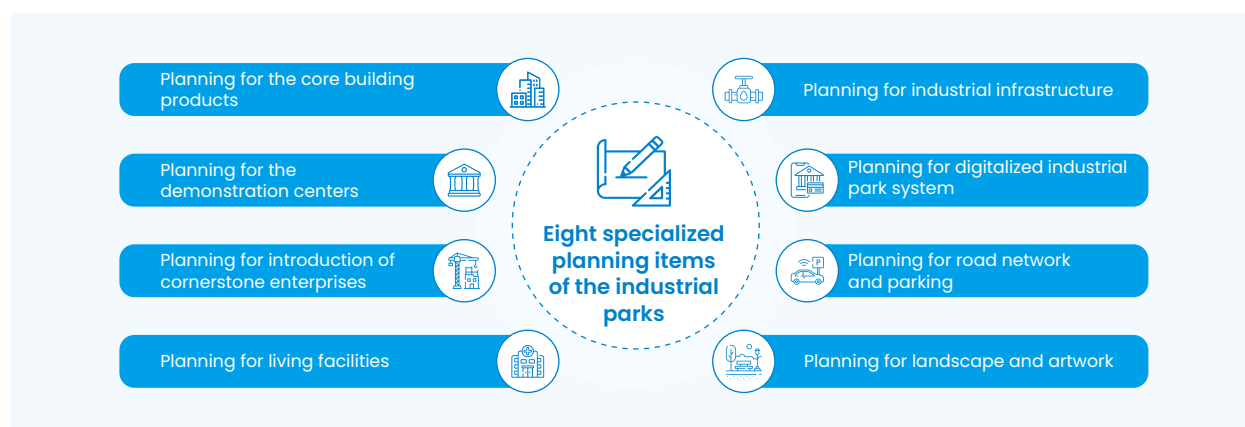 Planning for the core building
products
Planning for the
demonstration centers
Planning for introduction of
cornerstone enterprises
Planning for living facilities
Eight specialized
planning items
of the industrial
parks
Planning for industrial infrastructure
Planning for digitalized industrial
park system
Planning for road network
and parking
P
Planning for landscape and artwork